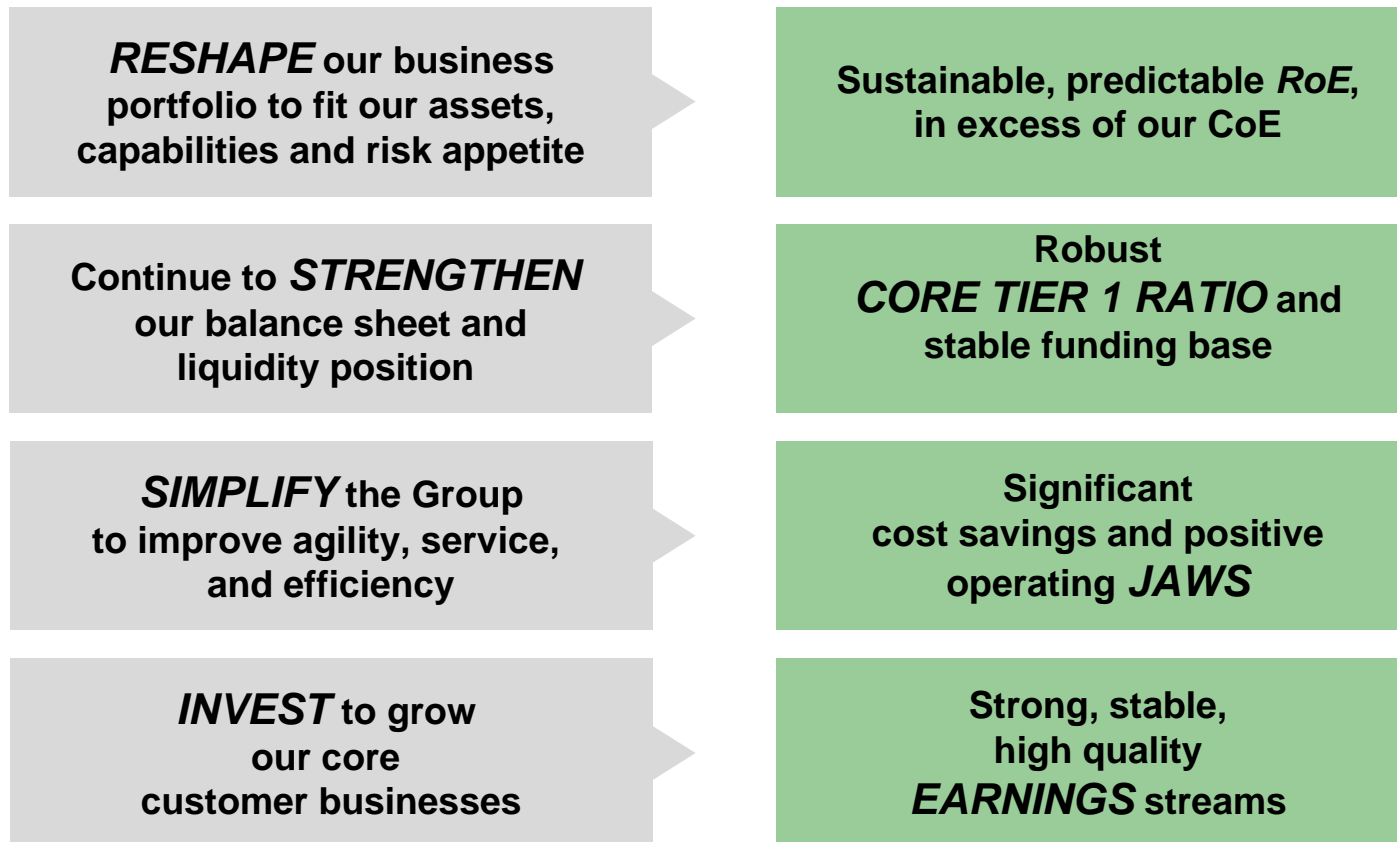 RESHAPE our business
portfolio to fit our assets,
capabilities and risk appetite
Sustainable, predictable RoE,
in excess of our CoE
Continue to STRENGTHEN
our balance sheet and
liquidity position
Robust
CORE TIER 1 RATIO and
stable funding base
SIMPLIFY the Group
to improve agility, service,
and efficiency
Significant
cost savings and positive
operating JAWS
INVEST to grow
our core
customer businesses
Strong, stable,
high quality
EARNINGS streams